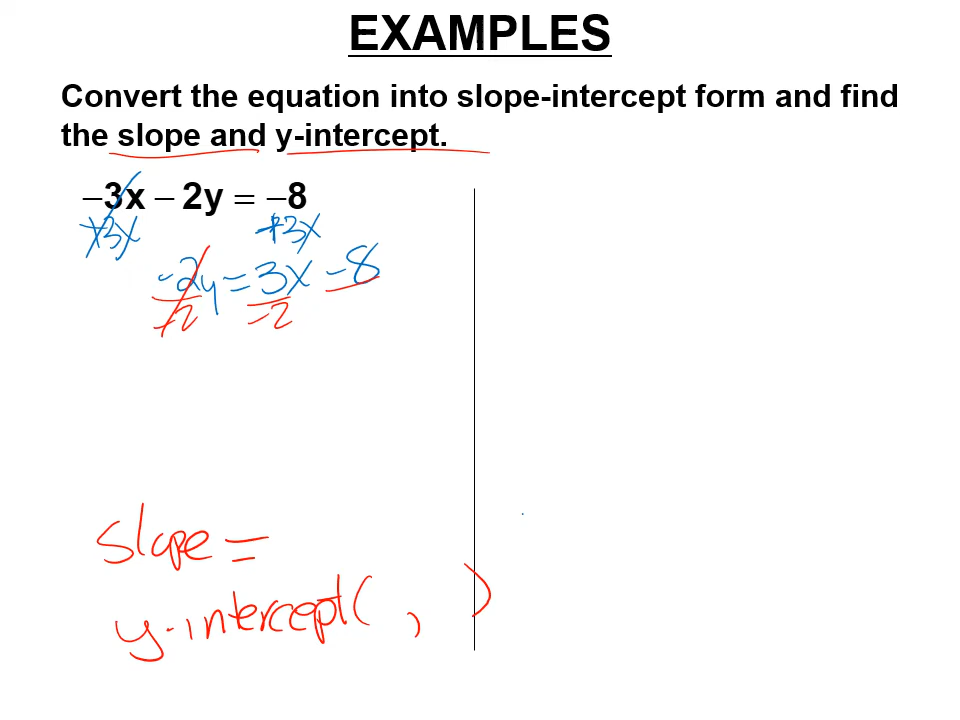 EXAMPLES
Convert the equation into slope-intercept form and find
the slope and y-intercept.
−3x − 2y = −8
+3x +3x
-2y = 3x - 8
-2 -2
slope =
y-intercept( , )